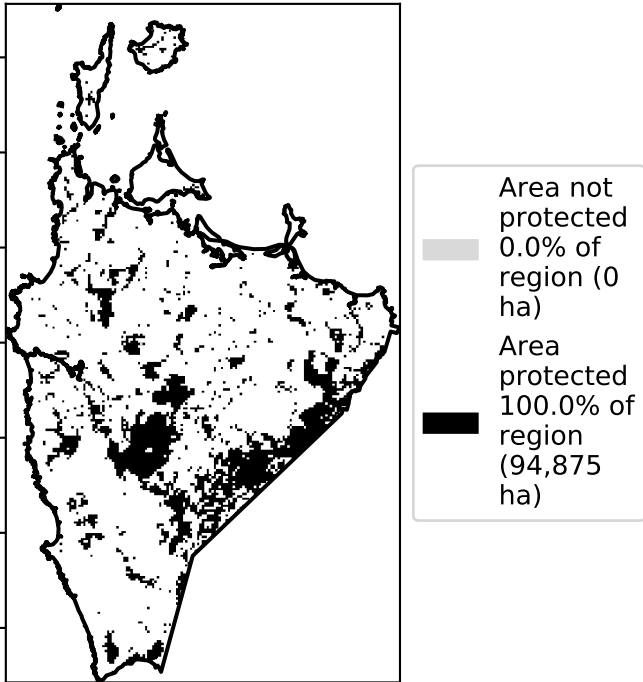 Area not
protected
0.0% of
region (0
ha)
Area
protected
100.0% of
region
(94,875
ha)